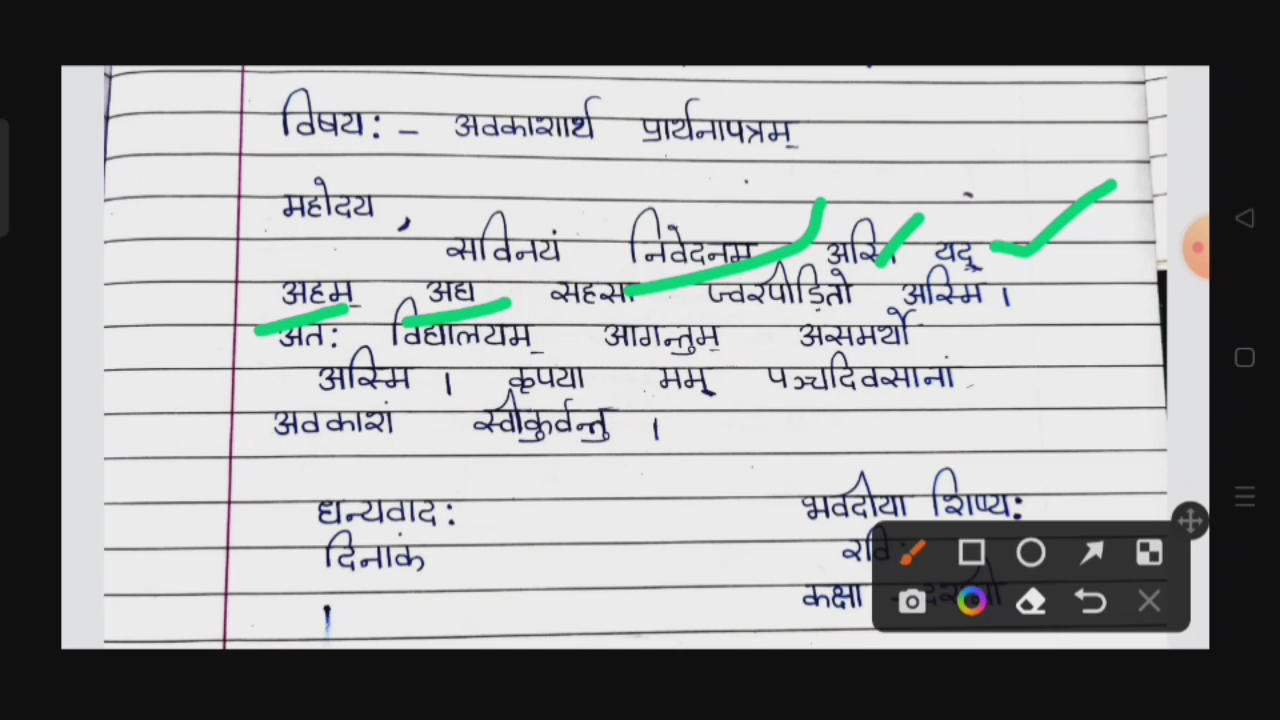 विषय: - अवकाशार्थ प्रार्थनापत्रम्
महोदय ,
सविनयं निवेदनम अस्ति यद्
अहम् अद्य सहसा ज्वरपीड़ितो अस्मि ।
अत: विद्यालयम् आगन्तुम् असमर्थो
अस्मि । कृपया मम् पञ्चदिवसानां
अवकाशं स्वीकुर्वन्तु ।
धन्यवाद: भवदीया शिष्य:
दिनांक रवि
कक्षा